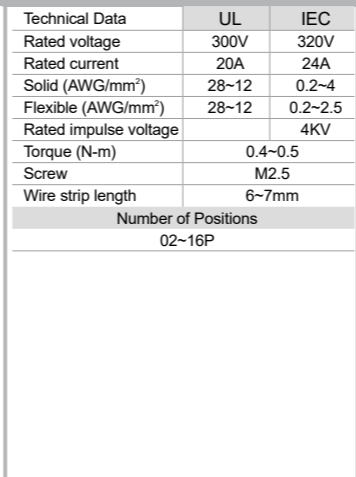 Technical Data UL IEC
Rated voltage 300V 320V
Rated current 20A 24A
Solid (AWG/mm²) 28~12 0.2~4
Flexible (AWG/mm²) 28~12 0.2~2.5
Rated impulse voltage 4KV
Torque (N-m) 0.4~0.5
Screw M2.5
Wire strip length 6~7mm
Number of Positions
02~16P